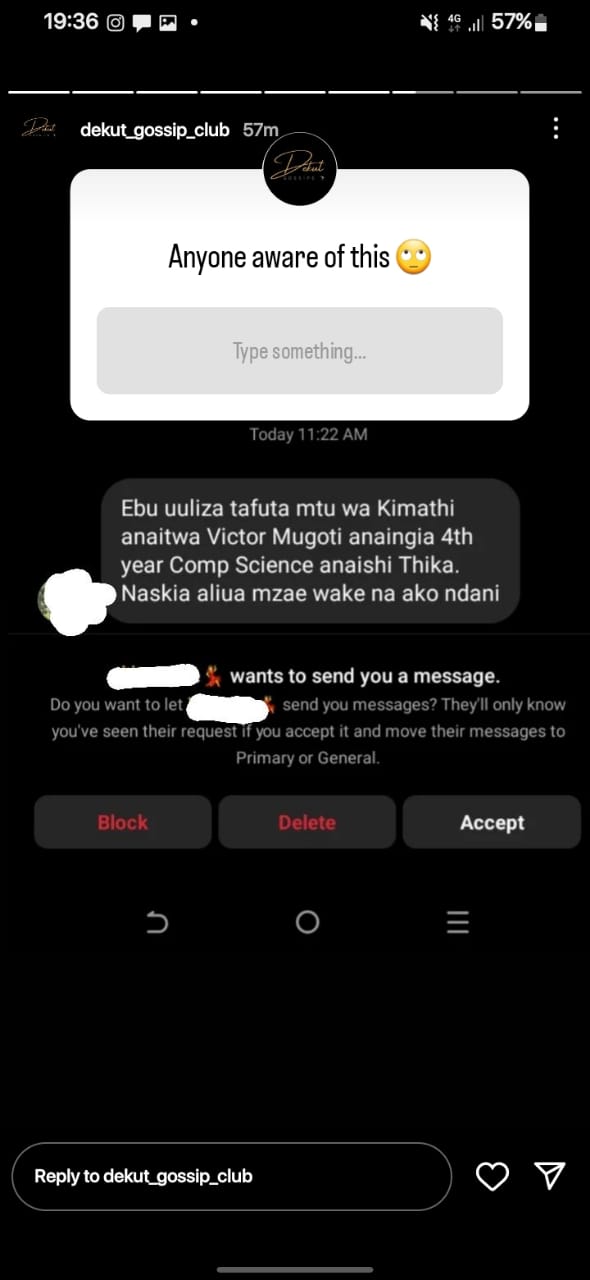 19:36
4G
57%
dekut_gossip_club 57m
Dekut
Anyone aware of this 🙄
Type something...
Today 11:22 AM
Ebu uuliza tafuta mtu wa Kimathi
anaitwa Victor Mugoti anaingia 4th
year Comp Science anaishi Thika.
Naskia aliua mzae wake na ako ndani
💃 wants to send you a message.
Do you want to let 💃 send you messages? They'll only know
you've seen their request if you accept it and move their messages to
Primary or General.
Block
Delete
Accept
Reply to dekut_gossip_club